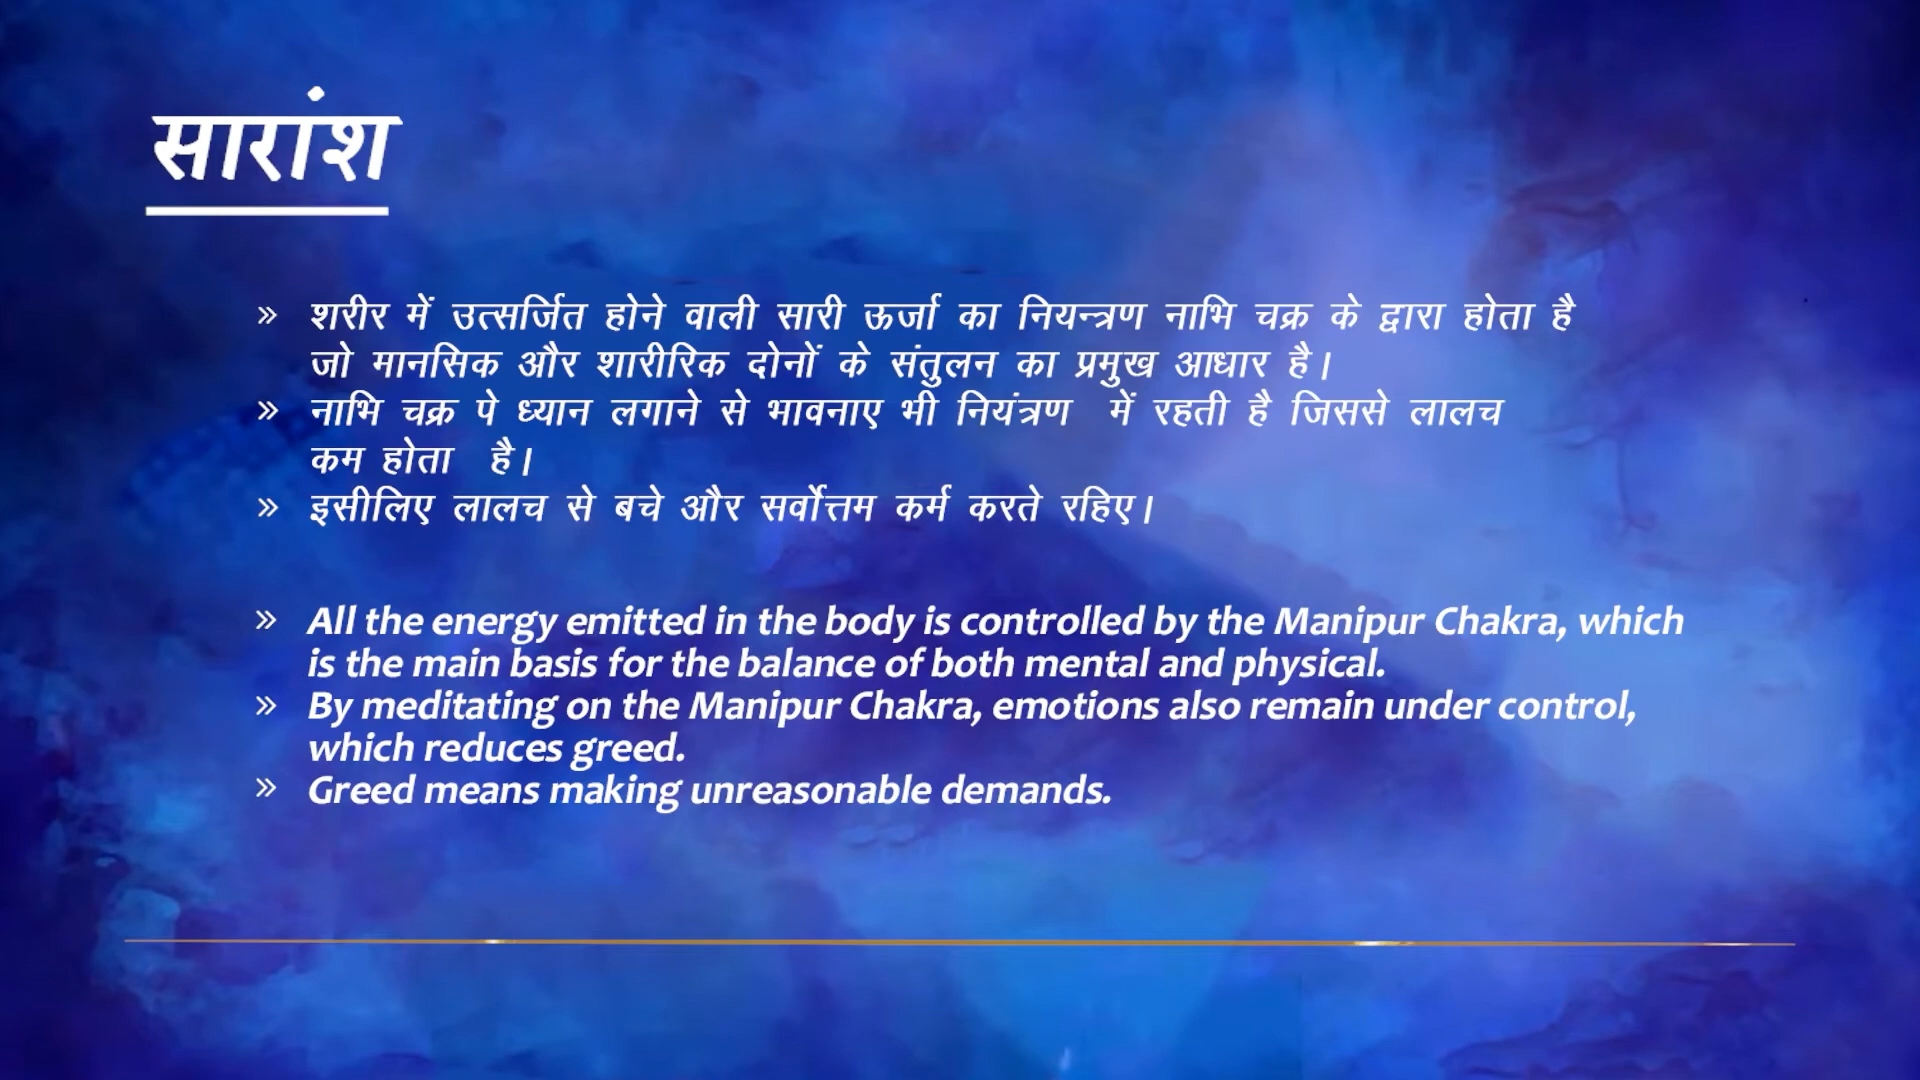 सारांश
» शरीर में उत्सर्जित होने वाली सारी ऊर्जा का नियन्त्रण नाभि चक्र के द्वारा होता है
जो मानसिक और शारीरिक दोनों के संतुलन का प्रमुख आधार है।
» नाभि चक्र पे ध्यान लगाने से भावनाए भी नियंत्रण में रहती है जिससे लालच
कम होता है।
» इसीलिए लालच से बचे और सर्वोत्तम कर्म करते रहिए।
» All the energy emitted in the body is controlled by the Manipur Chakra, which
is the main basis for the balance of both mental and physical.
» By meditating on the Manipur Chakra, emotions also remain under control,
which reduces greed.
» Greed means making unreasonable demands.